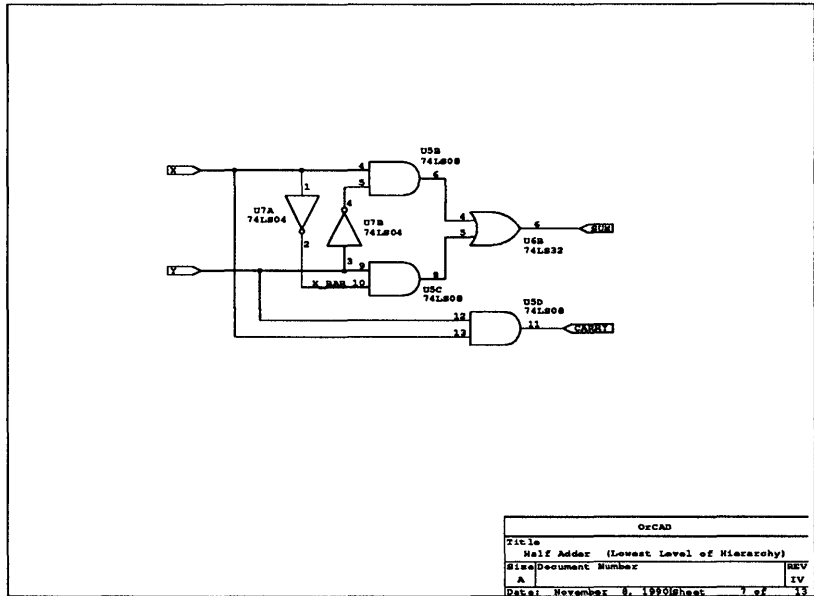 U5B
74LS08
X
4
6
5
1
4
U7A
74LS04
U7B
74LS04
4
6
SUM
5
U6B
74LS32
2
3
Y
9
8
X_BAR 10
U5C
74LS08
U5D
74LS08
12
11
CARRY
13
OrCAD
Title
Half Adder (Lowest Level of Hierarchy)
Size Document Number REV
A IV
Date: November 8, 1990 Sheet 7 of 13